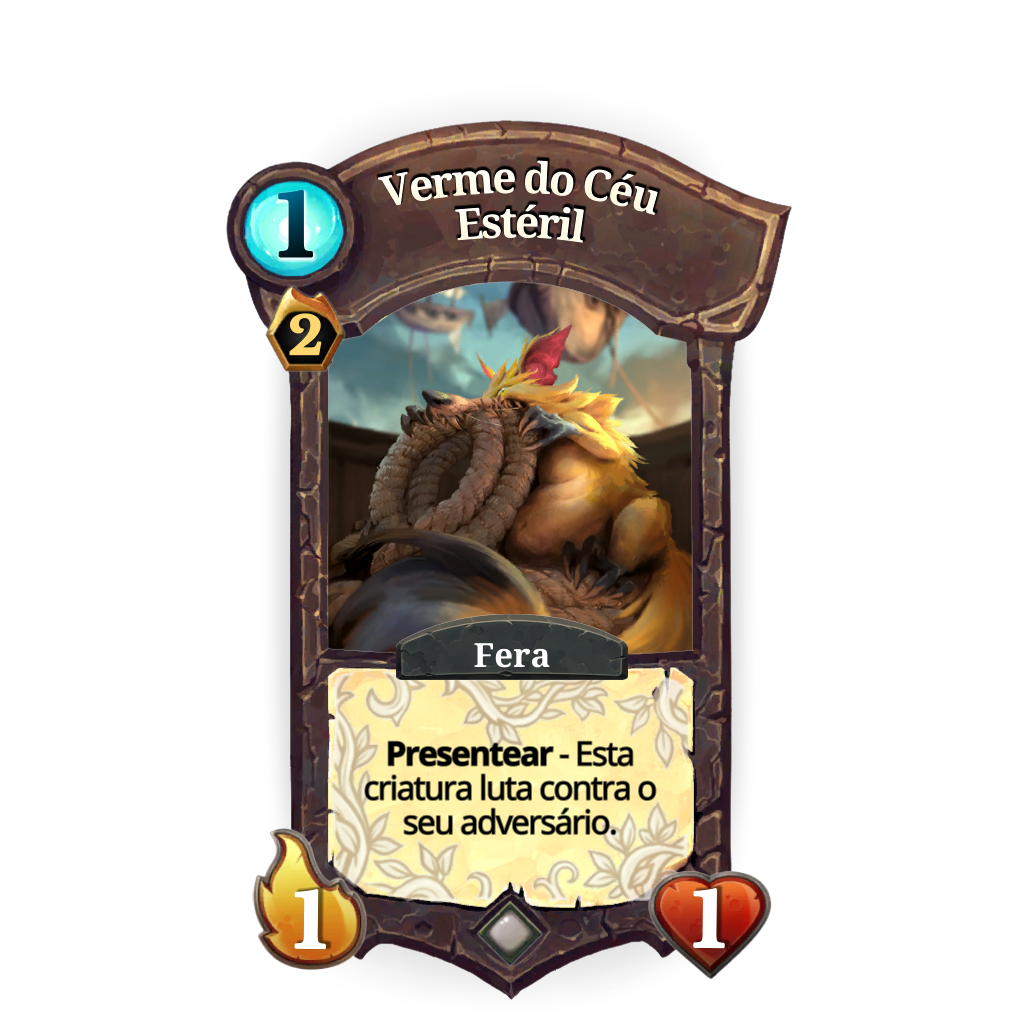 Verme do Céu
Estéril
1
2
Fera
Presentear - Esta
criatura luta contra o
seu adversário.
1
1